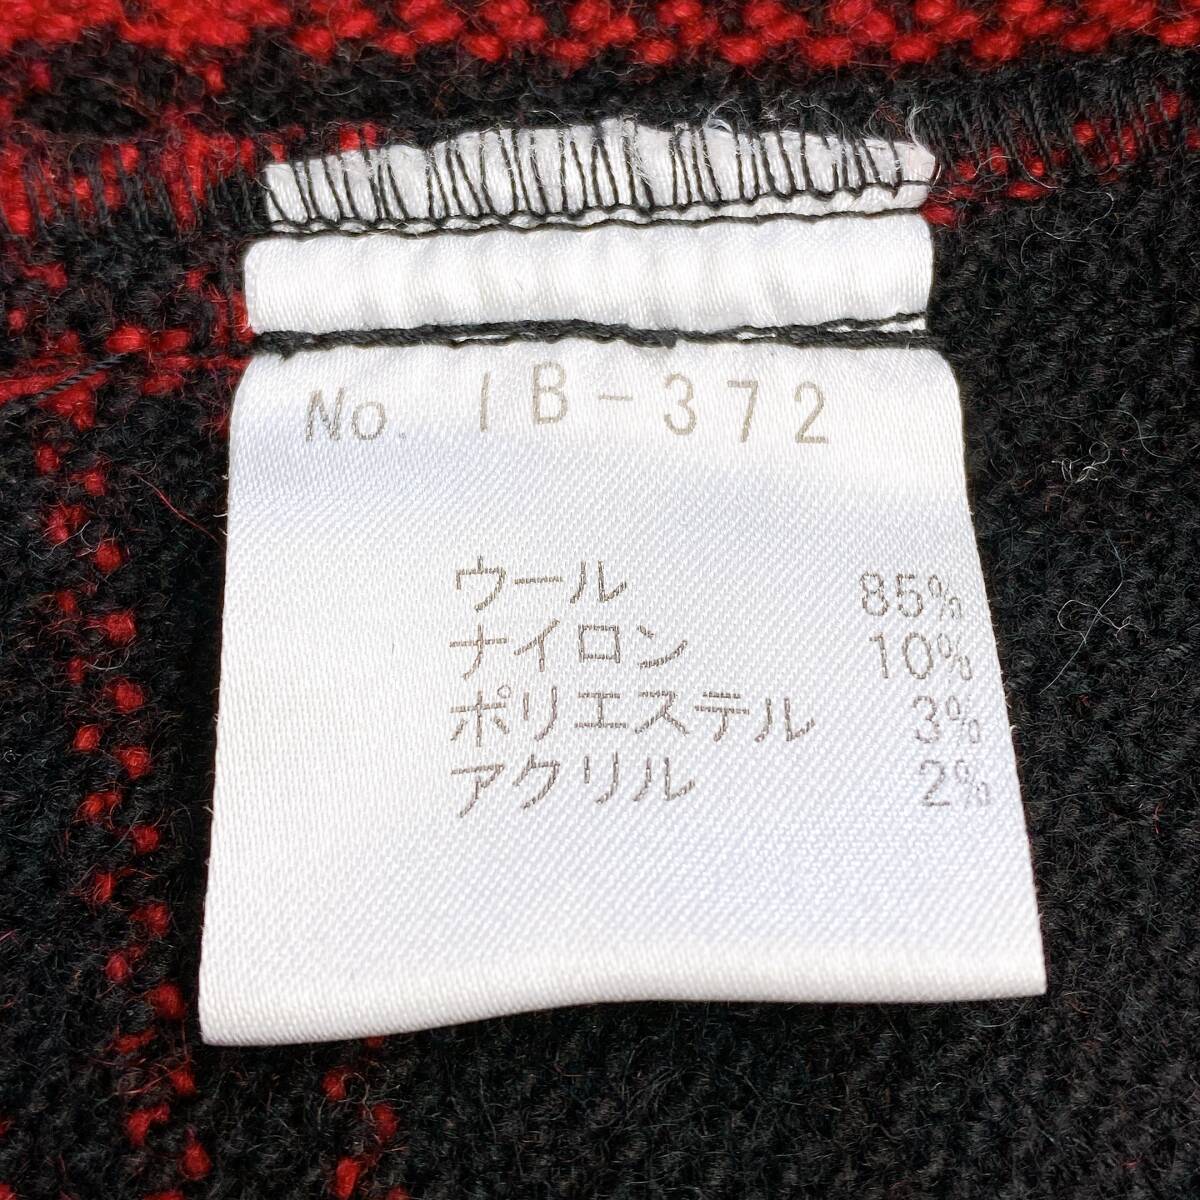 No. IB-372
ウール 85%
ナイロン 10%
ポリエステル 3%
アクリル 2%